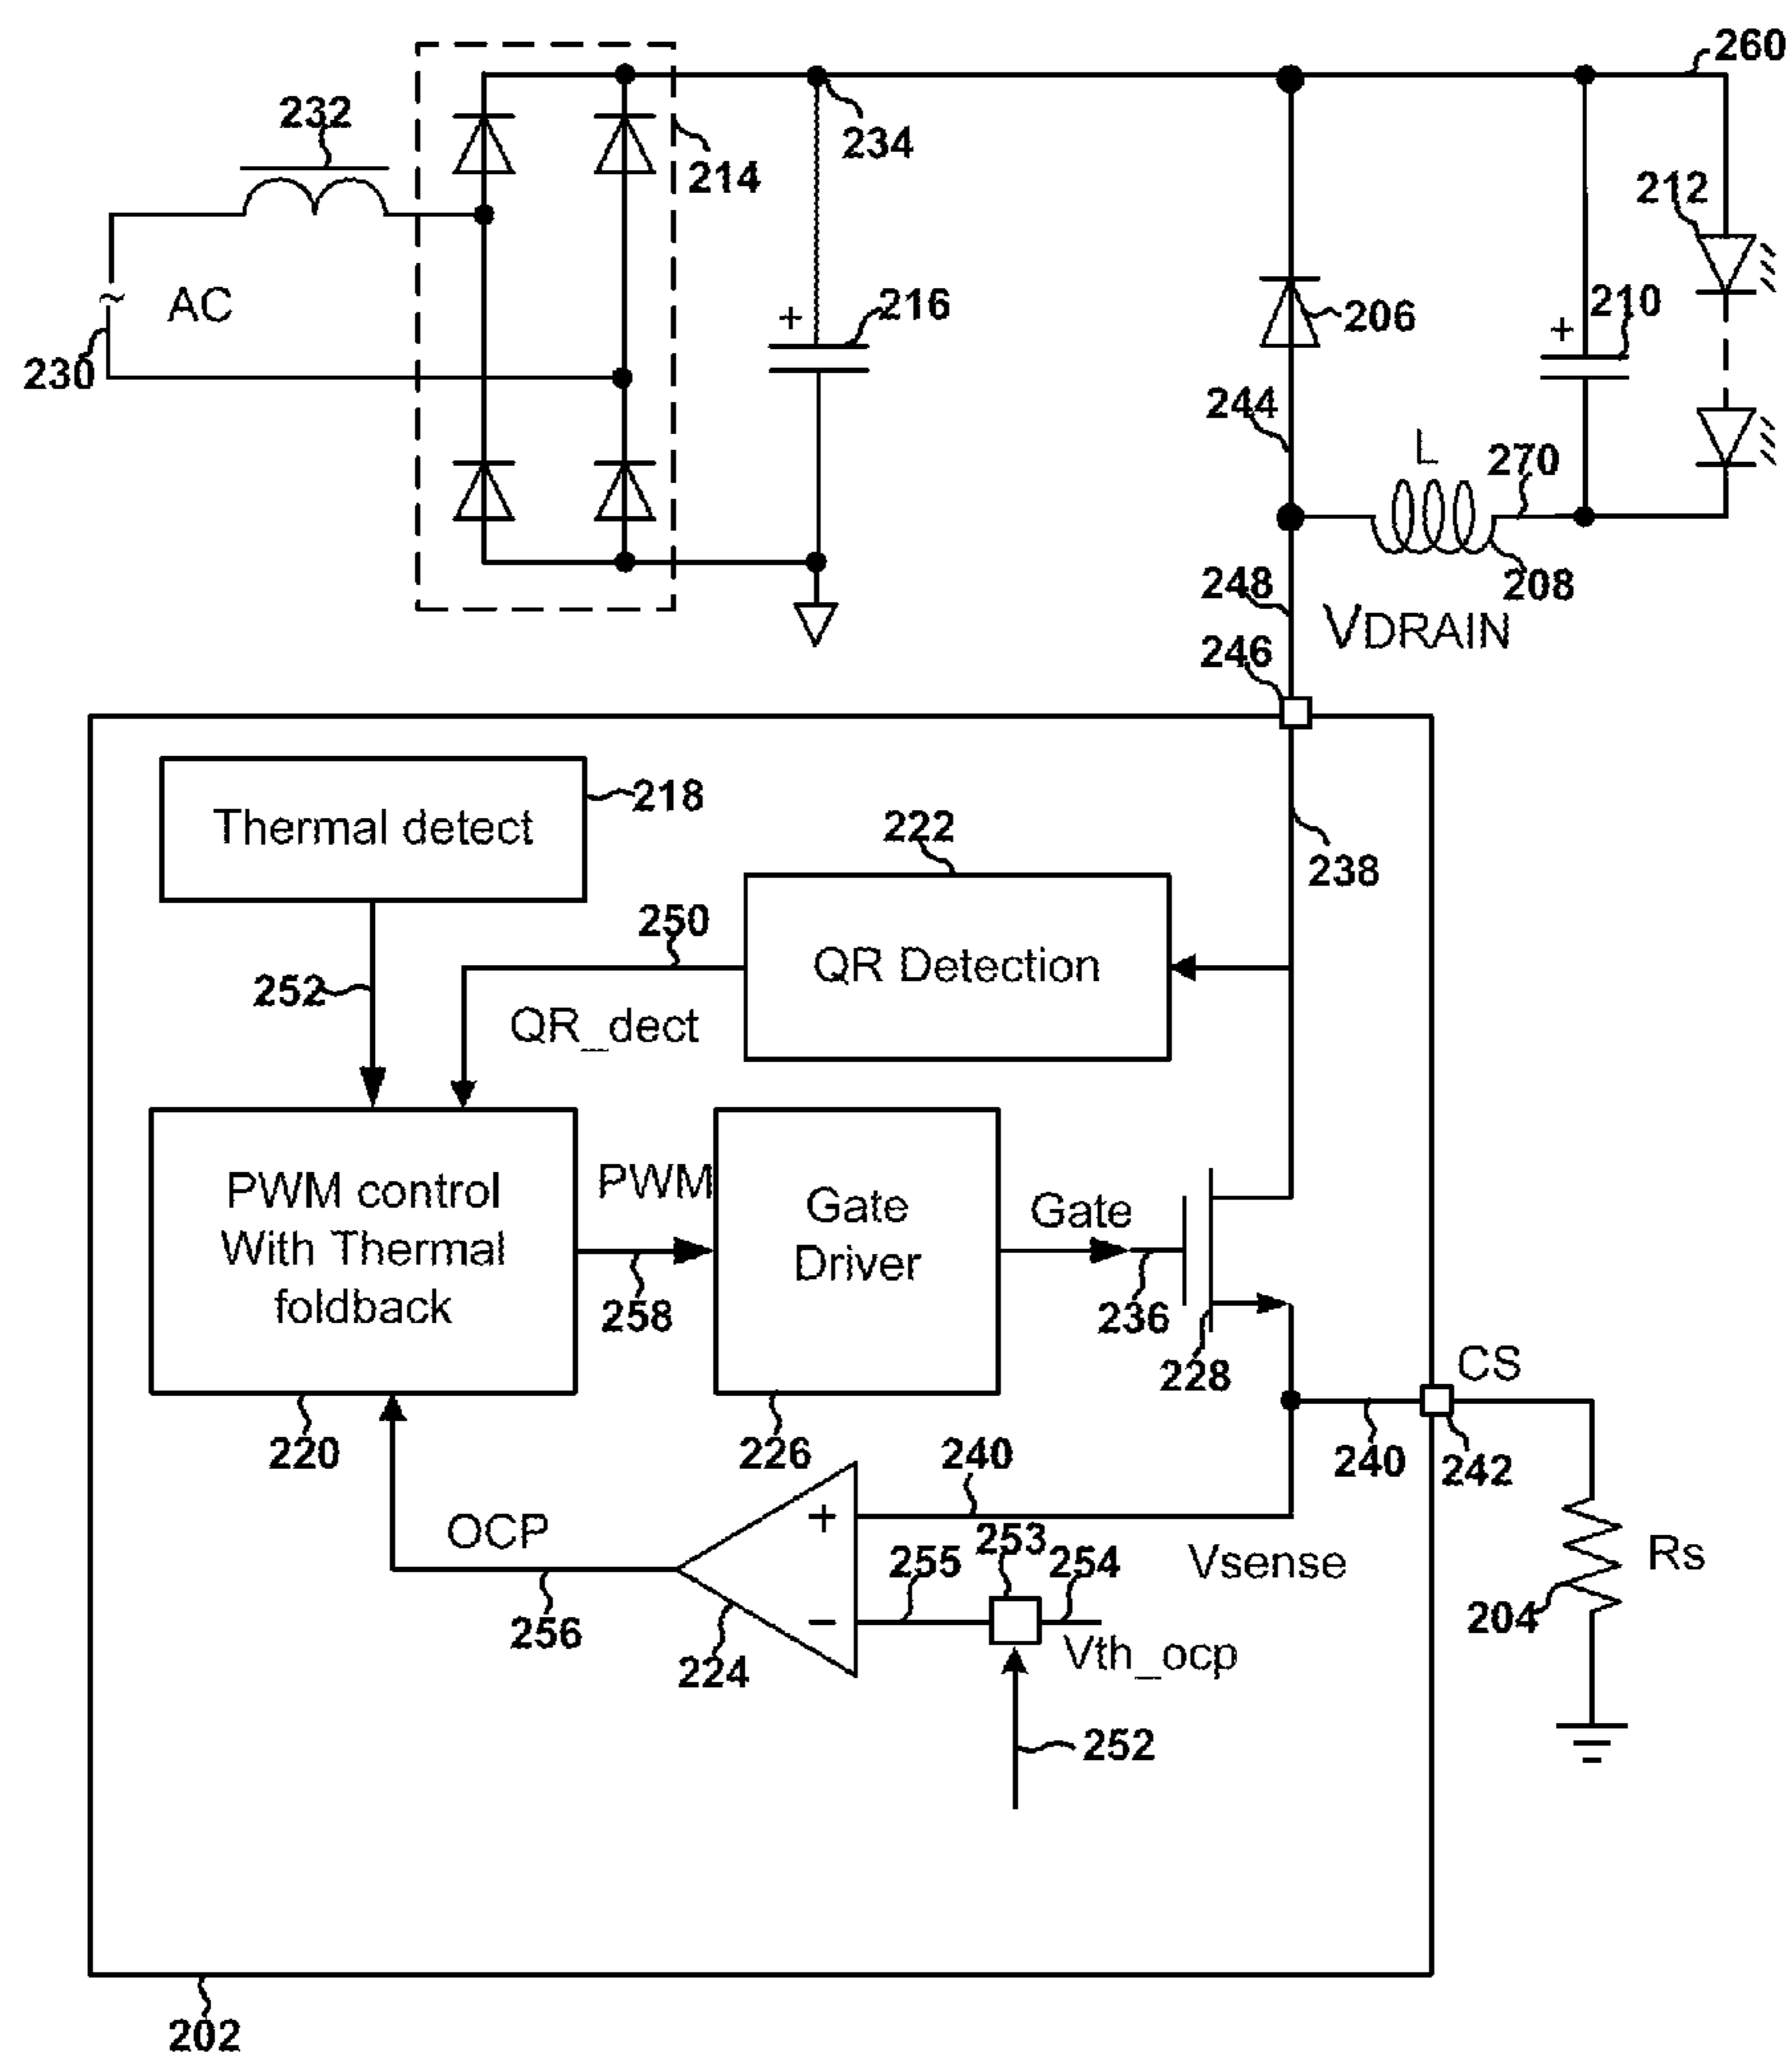 260
232
234
214
212
~
AC
+
216
206
+
210
230
244
L
270
248
208
VDRAIN
246
Thermal detect
218
222
238
250
252
QR Detection
QR_dect
PWM control
With Thermal
foldback
PWM
Gate
Driver
Gate
258
236
228
CS
220
226
240
240
242
OCP
+
253
255
254
Vsense
Rs
256
−
204
224
Vth_ocp
252
202